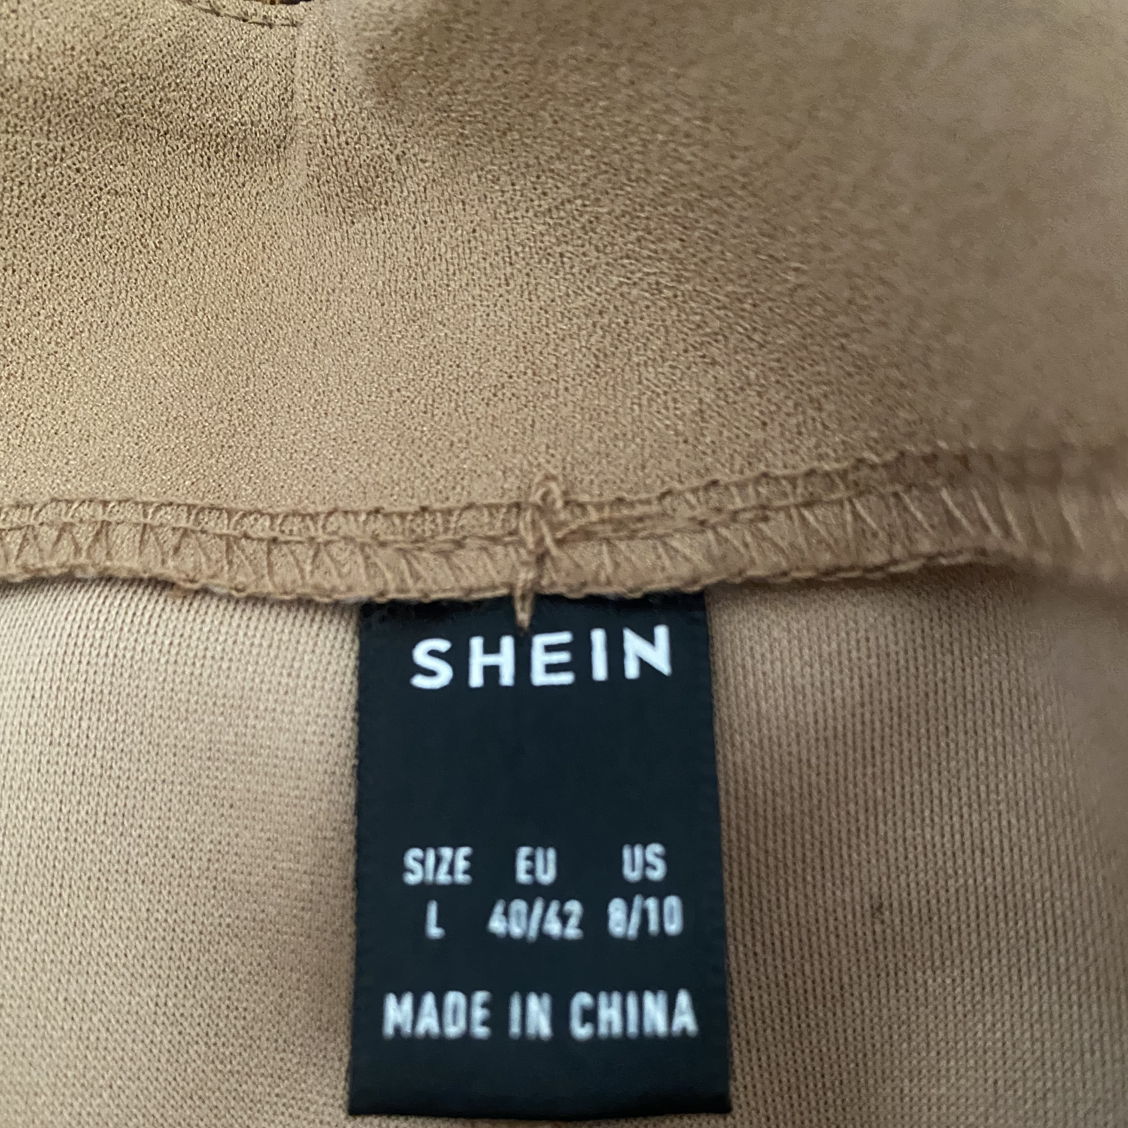 SHEIN
SIZE EU US
L 40/42 8/10
MADE IN CHINA